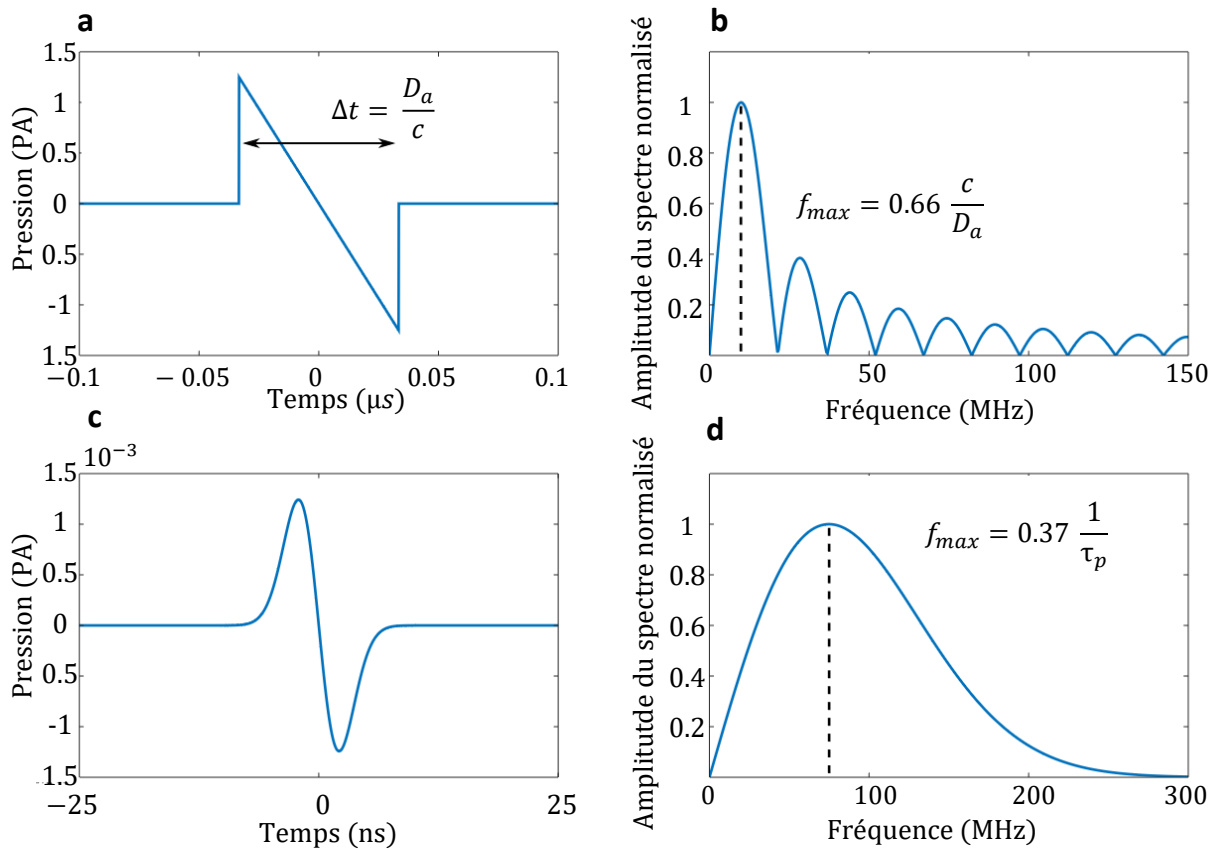 a
1.5
1
0.5
0
0.5
-1
1.5
Pression (PA)
Δt = D_a / c
−0.1
− 0.05
0
0.05
0.1
Temps (μs)
b
Amplitutde du spectre normalisé
1
0.8
0.6
0.4
0.2
f_max = 0.66 c / D_a
0
50
100
150
Fréquence (MHz)
c
10^−3
1.5
1
0.5
0
0.5
-1
1.5
Pression (PA)
−25
0
25
Temps (ns)
d
Amplitutde du spectre normalisé
1
0.8
0.6
0.4
0.2
f_max = 0.37 1 / τ_p
0
100
200
300
Fréquence (MHz)